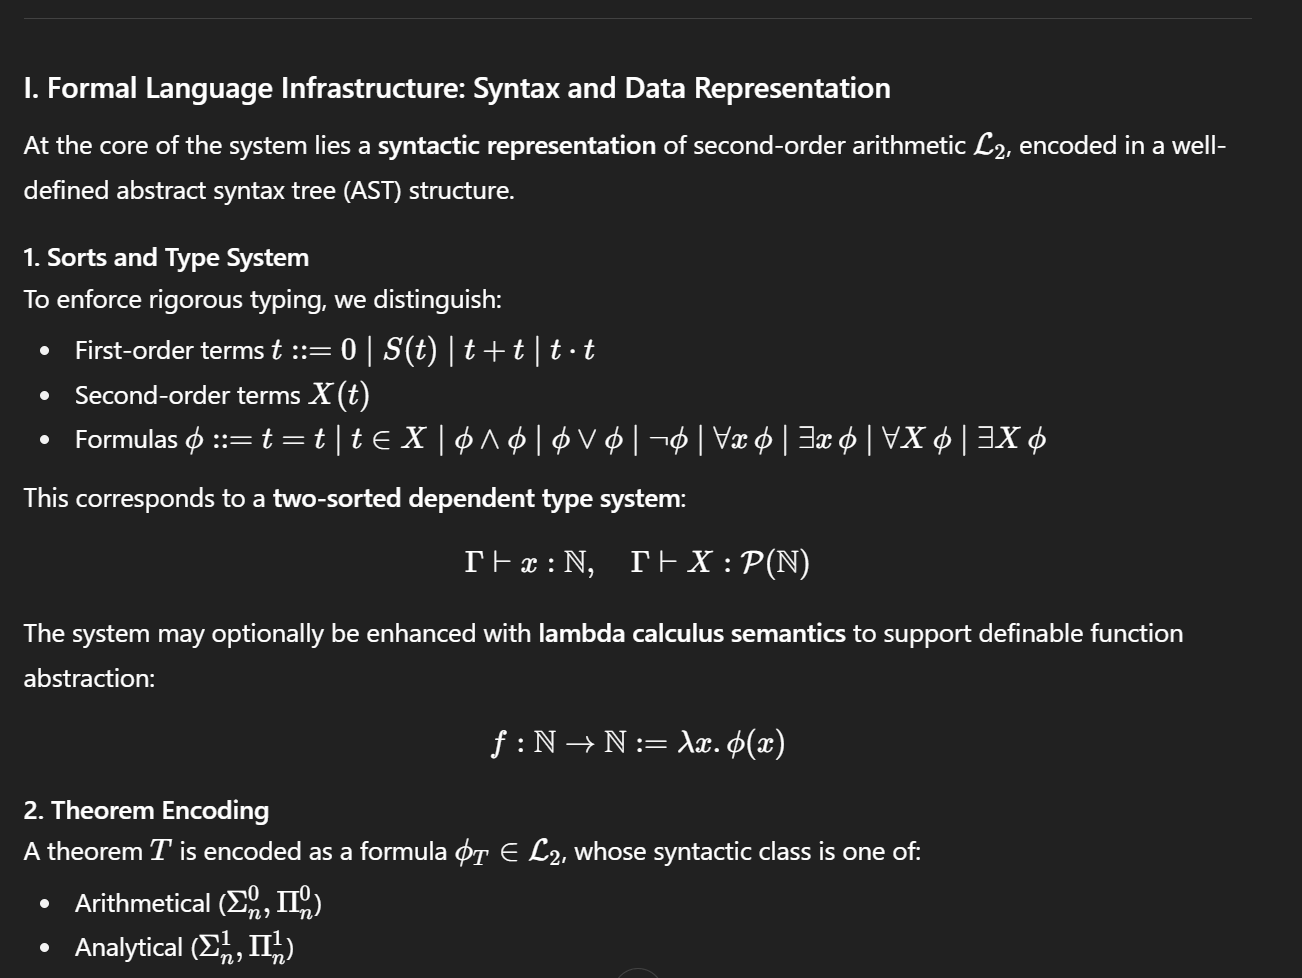 I. Formal Language Infrastructure: Syntax and Data Representation
At the core of the system lies a syntactic representation of second-order arithmetic ℒ₂, encoded in a well-
defined abstract syntax tree (AST) structure.
1. Sorts and Type System
To enforce rigorous typing, we distinguish:
• First-order terms t ::= 0 | S(t) | t + t | t · t
• Second-order terms X(t)
• Formulas ϕ ::= t = t | t ∈ X | ϕ ∧ ϕ | ϕ ∨ ϕ | ¬ϕ | ∀x ϕ | ∃x ϕ | ∀X ϕ | ∃X ϕ
This corresponds to a two-sorted dependent type system:
Γ ⊢ x : ℕ, Γ ⊢ X : 𝒫(ℕ)
The system may optionally be enhanced with lambda calculus semantics to support definable function
abstraction:
f : ℕ → ℕ := λx. ϕ(x)
2. Theorem Encoding
A theorem T is encoded as a formula ϕ_T ∈ ℒ₂, whose syntactic class is one of:
• Arithmetical (Σ⁰ₙ, Π⁰ₙ)
• Analytical (Σ¹ₙ, Π¹ₙ)